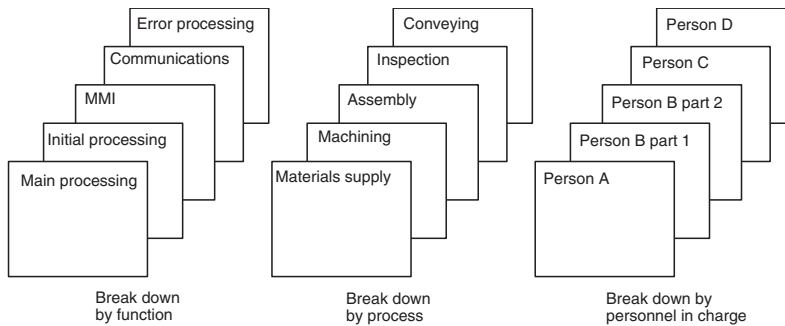 Error processing
Communications
MMI
Initial processing
Main processing
Break down
by function
Conveying
Inspection
Assembly
Machining
Materials supply
Break down
by process
Person D
Person C
Person B part 2
Person B part 1
Person A
Break down by
personnel in charge